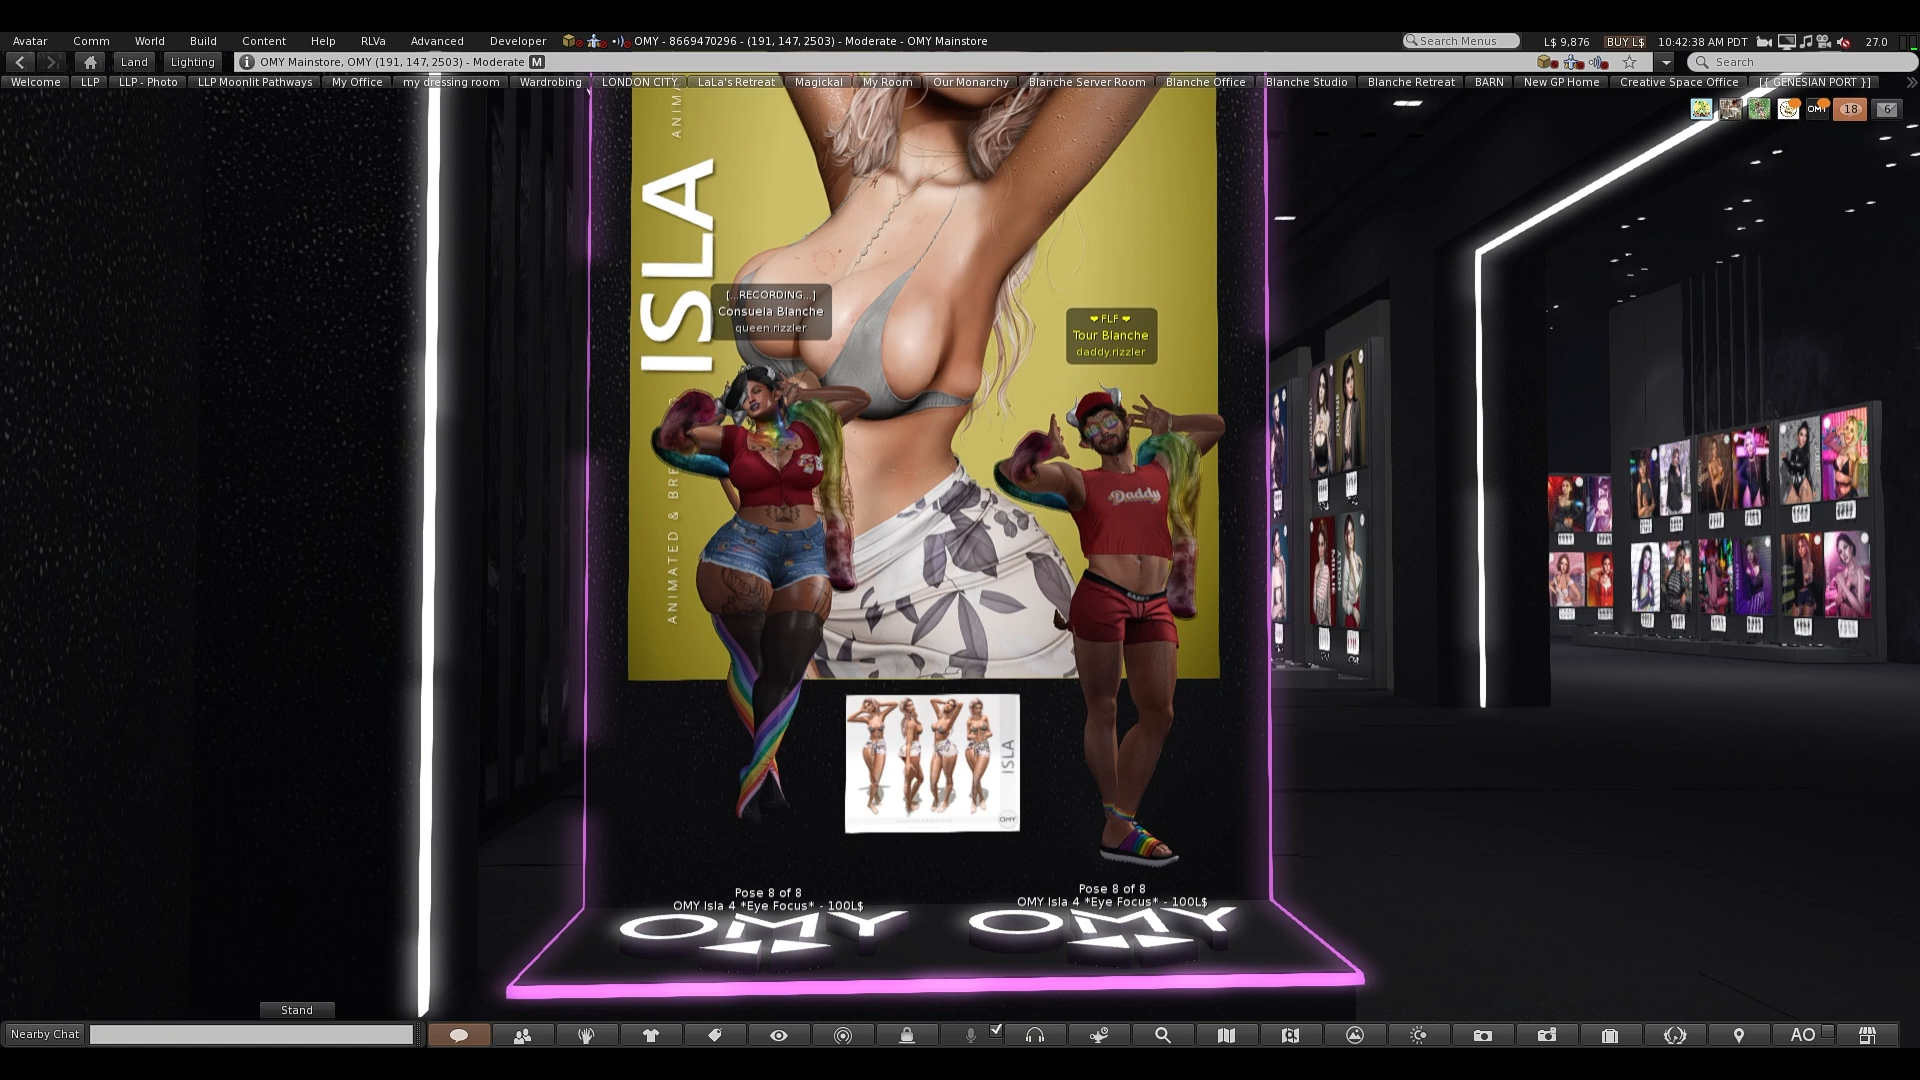 Avatar Comm World Build Content Help RLVa Advanced Developer OMY - 8669470296 - (191, 147, 2503) - Moderate - OMY Mainstore Search Menus L$ 9,876 BUY L$ 10:42:38 AM PDT 27.0
Land Lighting OMY Mainstore, OMY (191, 147, 2503) - Moderate M Search
Welcome LLP LLP - Photo LLP Moonlit Pathways My Office my dressing room Wardrobing LONDON CITY LaLa's Retreat Magickal My Room Our Monarchy Blanche Server Room Blanche Office Blanche Studio Blanche Retreat BARN New GP Home Creative Space Office [{ GENESIAN PORT }]
OMY 18 6
ANIMA
ISLA
[...RECORDING...]
Consuela Blanche
queen.rizzler
❤ FLF ❤
Tour Blanche
daddy.rizzler
ANIMATED & BRE
Daddy
JOLENE
HOLLY
ISLA
OMY
Pose 8 of 8
OMY Isla 4 *Eye Focus* - 100L$
Pose 8 of 8
OMY Isla 4 *Eye Focus* - 100L$
OMY
OMY
Stand
Nearby Chat
AO